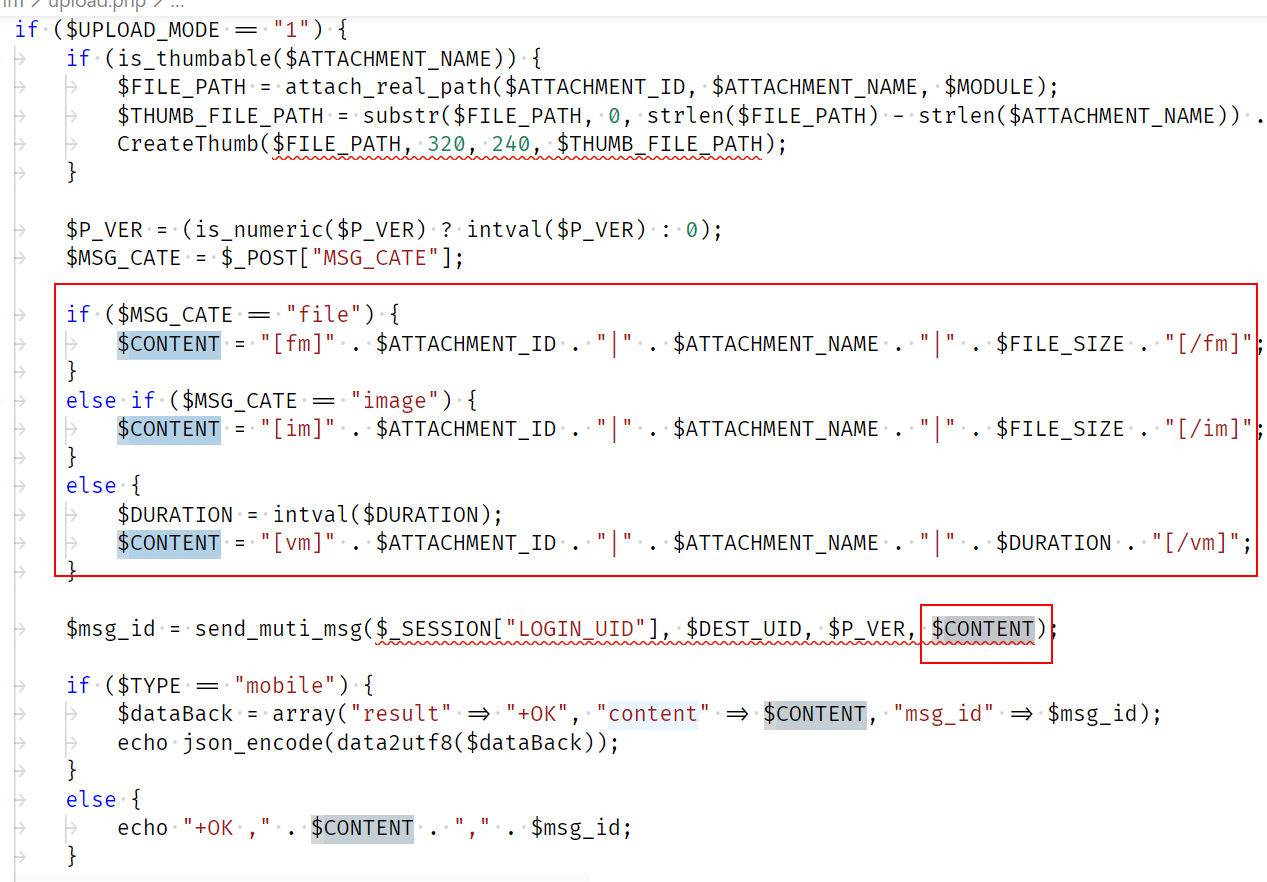 im > upload.php > ...
if ($UPLOAD_MODE == "1") {
if (is_thumbable($ATTACHMENT_NAME)) {
$FILE_PATH = attach_real_path($ATTACHMENT_ID, $ATTACHMENT_NAME, $MODULE);
$THUMB_FILE_PATH = substr($FILE_PATH, 0, strlen($FILE_PATH) - strlen($ATTACHMENT_NAME)) .
CreateThumb($FILE_PATH, 320, 240, $THUMB_FILE_PATH);
}
$P_VER = (is_numeric($P_VER) ? intval($P_VER) : 0);
$MSG_CATE = $_POST["MSG_CATE"];
if ($MSG_CATE == "file") {
$CONTENT = "[fm]" . $ATTACHMENT_ID . "|" . $ATTACHMENT_NAME . "|" . $FILE_SIZE . "[/fm]";
}
else if ($MSG_CATE == "image") {
$CONTENT = "[im]" . $ATTACHMENT_ID . "|" . $ATTACHMENT_NAME . "|" . $FILE_SIZE . "[/im]";
}
else {
$DURATION = intval($DURATION);
$CONTENT = "[vm]" . $ATTACHMENT_ID . "|" . $ATTACHMENT_NAME . "|" . $DURATION . "[/vm]";
}
$msg_id = send_muti_msg($_SESSION["LOGIN_UID"], $DEST_UID, $P_VER, $CONTENT);
if ($TYPE == "mobile") {
$dataBack = array("result" => "+OK", "content" => $CONTENT, "msg_id" => $msg_id);
echo json_encode(data2utf8($dataBack));
}
else {
echo "+OK ," . $CONTENT . "," . $msg_id;
}